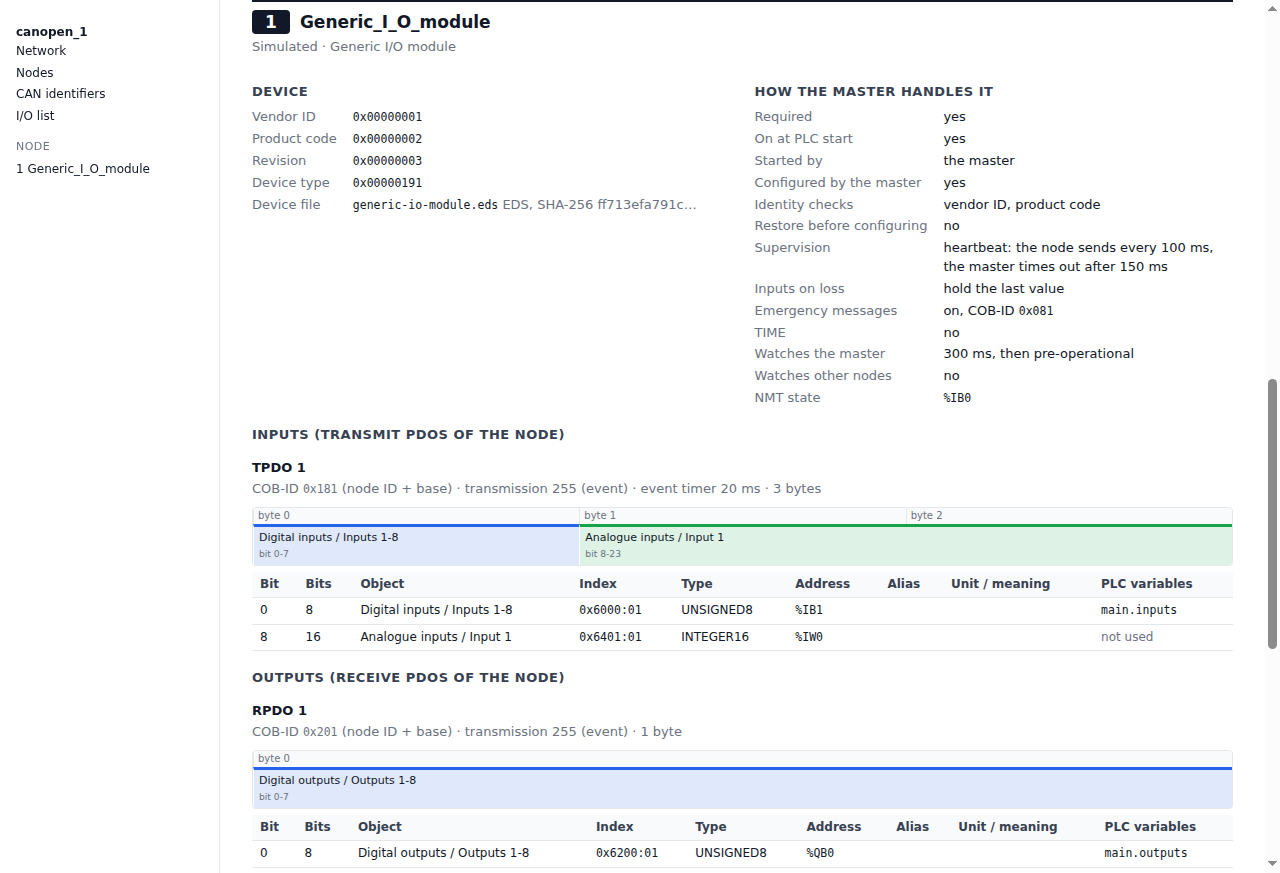 canopen_1
Network
Nodes
CAN identifiers
I/O list
NODE
1 Generic_I_O_module
1 Generic_I_O_module
Simulated · Generic I/O module
DEVICE
Vendor ID 0x00000001
Product code 0x00000002
Revision 0x00000003
Device type 0x00000191
Device file generic-io-module.eds EDS, SHA-256 ff713efa791c…
HOW THE MASTER HANDLES IT
Required yes
On at PLC start yes
Started by the master
Configured by the master yes
Identity checks vendor ID, product code
Restore before configuring no
Supervision heartbeat: the node sends every 100 ms,
the master times out after 150 ms
Inputs on loss hold the last value
Emergency messages on, COB-ID 0x081
TIME no
Watches the master 300 ms, then pre-operational
Watches other nodes no
NMT state %IB0
INPUTS (TRANSMIT PDOS OF THE NODE)
TPDO 1
COB-ID 0x181 (node ID + base) · transmission 255 (event) · event timer 20 ms · 3 bytes
byte 0 byte 1 byte 2
Digital inputs / Inputs 1-8 Analogue inputs / Input 1
bit 0-7 bit 8-23
Bit Bits Object Index Type Address Alias Unit / meaning PLC variables
0 8 Digital inputs / Inputs 1-8 0x6000:01 UNSIGNED8 %IB1 main.inputs
8 16 Analogue inputs / Input 1 0x6401:01 INTEGER16 %IW0 not used
OUTPUTS (RECEIVE PDOS OF THE NODE)
RPDO 1
COB-ID 0x201 (node ID + base) · transmission 255 (event) · 1 byte
byte 0
Digital outputs / Outputs 1-8
bit 0-7
Bit Bits Object Index Type Address Alias Unit / meaning PLC variables
0 8 Digital outputs / Outputs 1-8 0x6200:01 UNSIGNED8 %QB0 main.outputs